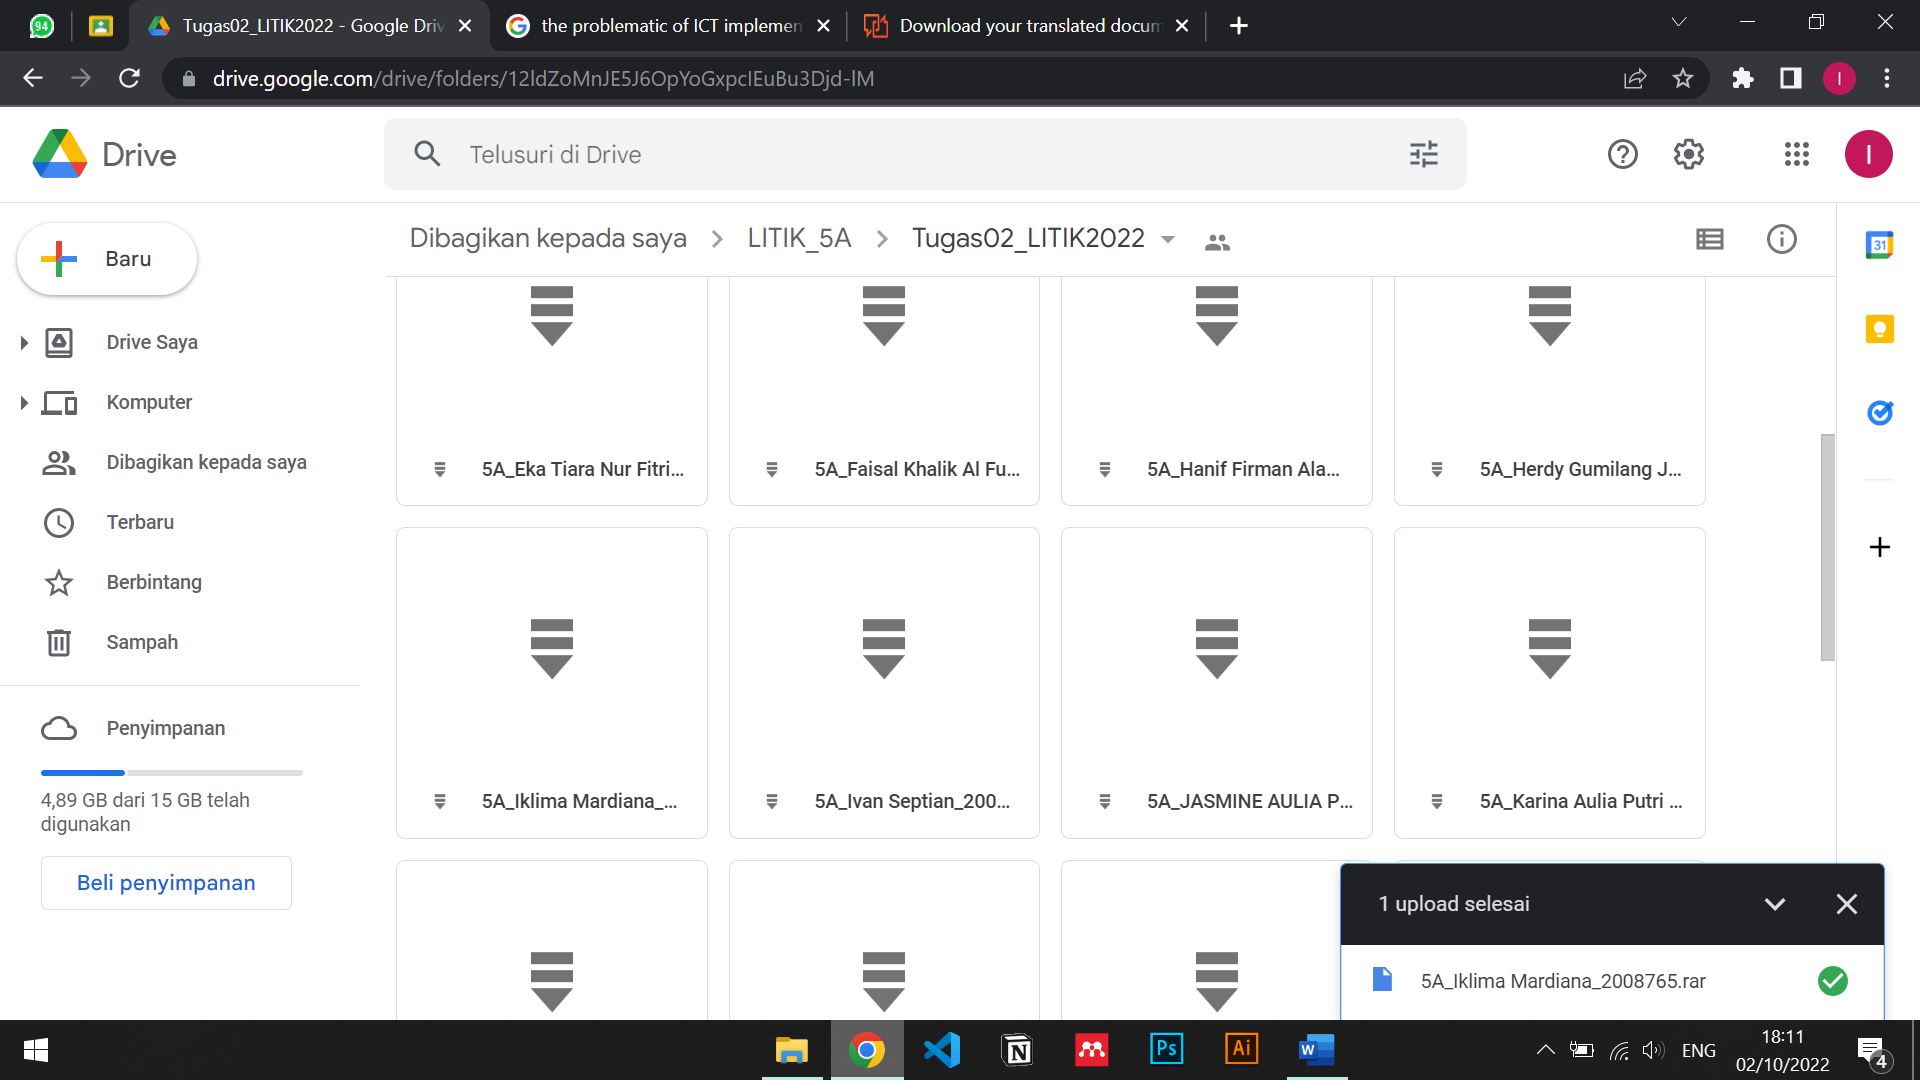 94
Tugas02_LITIK2022 - Google Driv
the problematic of ICT implemen
Download your translated docum
drive.google.com/drive/folders/12ldZoMnJE5J6OpYoGxpcIEuBu3Djd-lM
I
Drive
Telusuri di Drive
I
Baru
Dibagikan kepada saya
LITIK_5A
Tugas02_LITIK2022
31
Drive Saya
Komputer
Dibagikan kepada saya
Terbaru
Berbintang
Sampah
Penyimpanan
4,89 GB dari 15 GB telah
digunakan
Beli penyimpanan
5A_Eka Tiara Nur Fitri...
5A_Faisal Khalik Al Fu...
5A_Hanif Firman Ala...
5A_Herdy Gumilang J...
5A_Iklima Mardiana_...
5A_Ivan Septian_200...
5A_JASMINE AULIA P...
5A_Karina Aulia Putri ...
1 upload selesai
5A_Iklima Mardiana_2008765.rar
Ps
Ai
W
ENG
18:11
02/10/2022
4